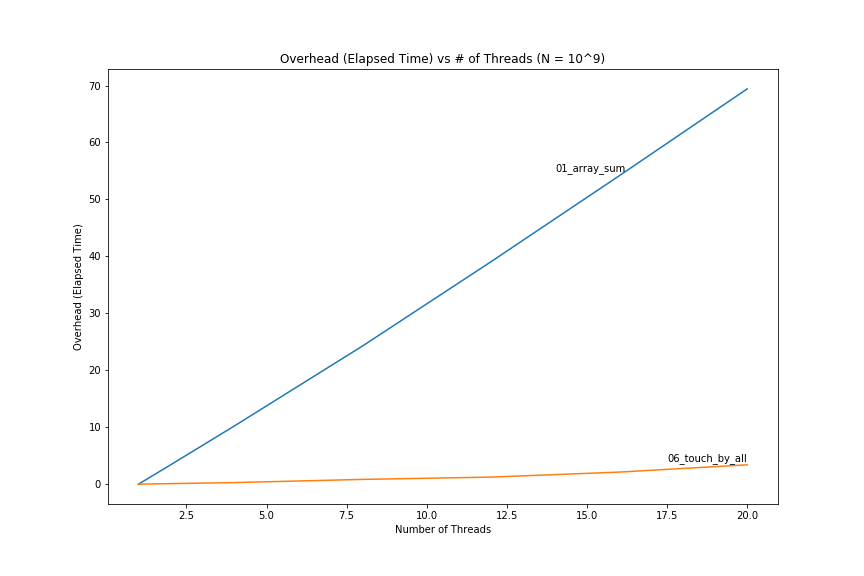 Overhead (Elapsed Time) vs # of Threads (N = 10^9)
70
60
50
40
30
20
10
0
Overhead (Elapsed Time)
01_array_sum
06_touch_by_all
2.5 5.0 7.5 10.0 12.5 15.0 17.5 20.0
Number of Threads